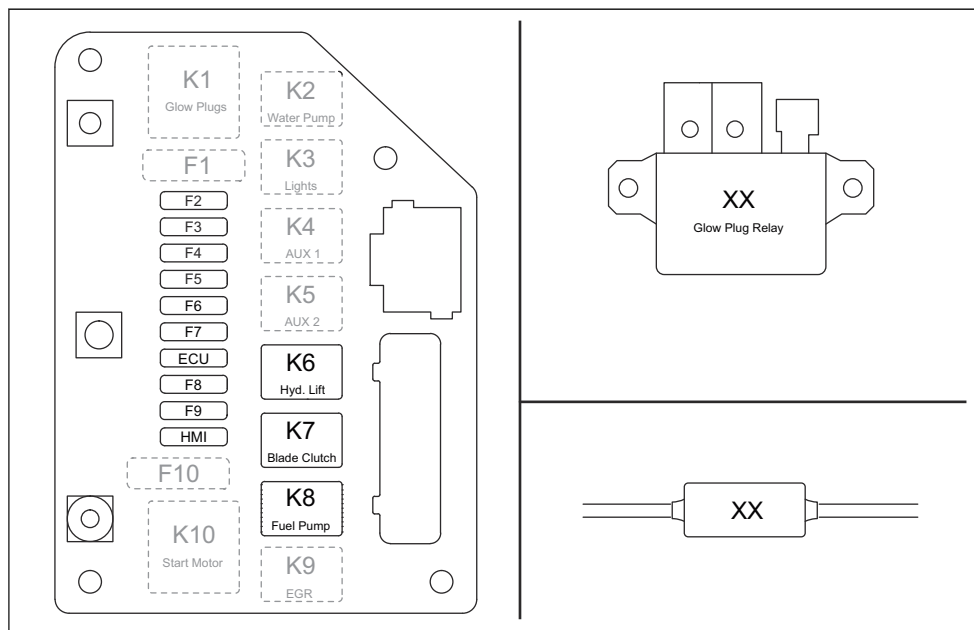 K1
Glow Plugs
F1
F2
F3
F4
F5
F6
F7
ECU
F8
F9
HMI
F10
K10
Start Motor
K2
Water Pump
K3
Lights
K4
AUX 1
K5
AUX 2
K6
Hyd. Lift
K7
Blade Clutch
K8
Fuel Pump
K9
EGR
XX
Glow Plug Relay
XX